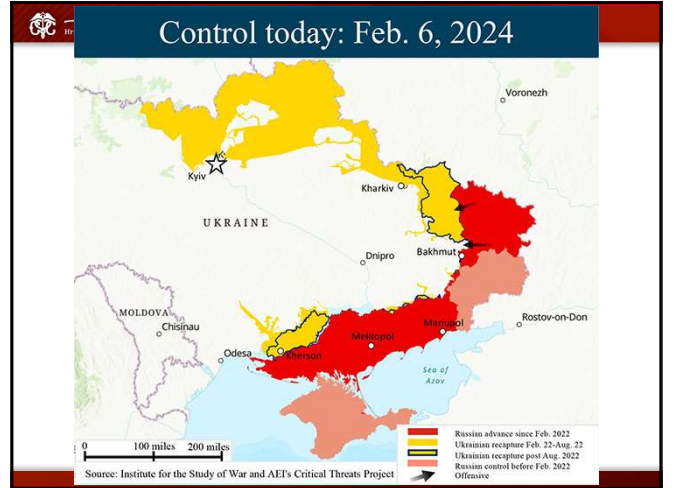 Control today: Feb. 6, 2024
Voronezh
Kyiv
Kharkiv
UKRAINE
Bakhmut
Dnipro
MOLDOVA
Chisinau
Rostov-on-Don
Mariupol
Melitopol
Odesa
Kherson
Sea of
Azov
0 100 miles 200 miles
Russian advance since Feb. 2022
Ukrainian recapture Feb. 22-Aug. 22
Ukrainian recapture post Aug. 2022
Russian control before Feb. 2022
Offensive
Source: Institute for the Study of War and AEI's Critical Threats Project